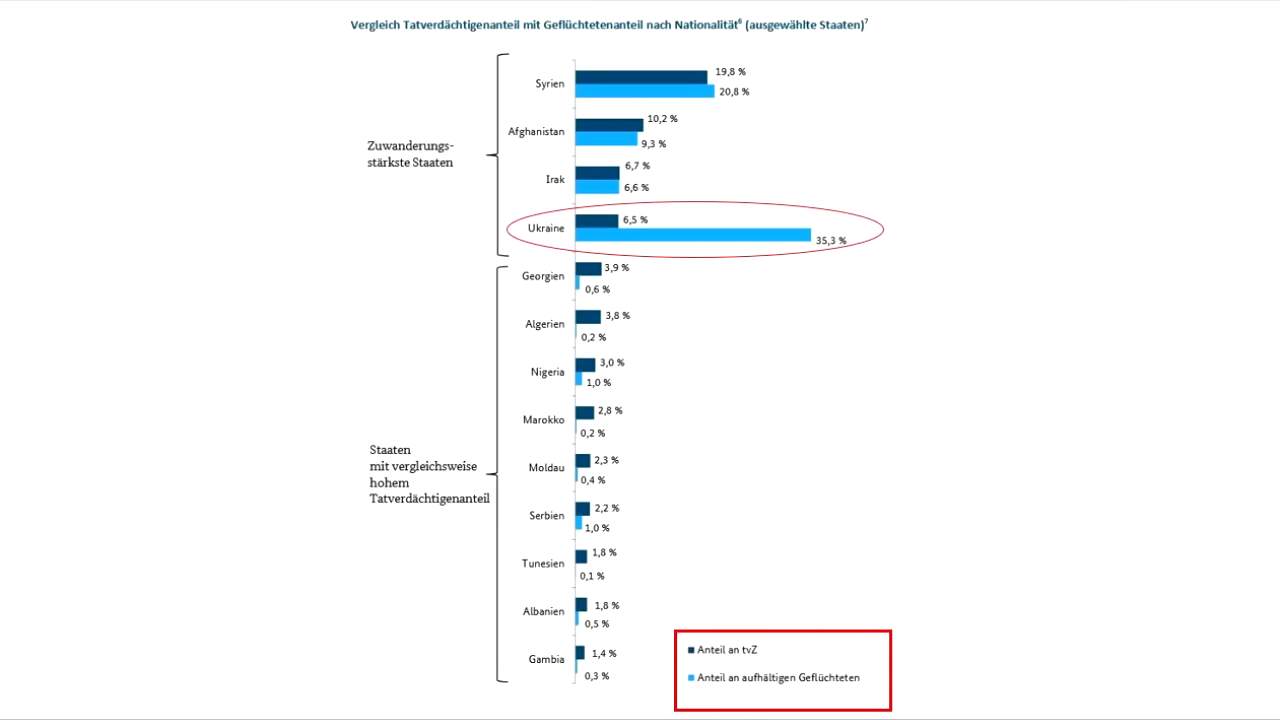 Vergleich Tatverdächtigenanteil mit Geflüchtetenanteil nach Nationalität⁶ (ausgewählte Staaten)⁷
Zuwanderungs-
stärkste Staaten
Syrien
19,8 %
20,8 %
Afghanistan
10,2 %
9,3 %
Irak
6,7 %
6,6 %
Ukraine
6,5 %
35,3 %
Staaten
mit vergleichsweise
hohem
Tatverdächtigenanteil
Georgien
3,9 %
0,6 %
Algerien
3,8 %
0,2 %
Nigeria
3,0 %
1,0 %
Marokko
2,8 %
0,2 %
Moldau
2,3 %
0,4 %
Serbien
2,2 %
1,0 %
Tunesien
1,8 %
0,1 %
Albanien
1,8 %
0,5 %
Gambia
1,4 %
0,3 %
Anteil an tvZ
Anteil an aufhältigen Geflüchteten